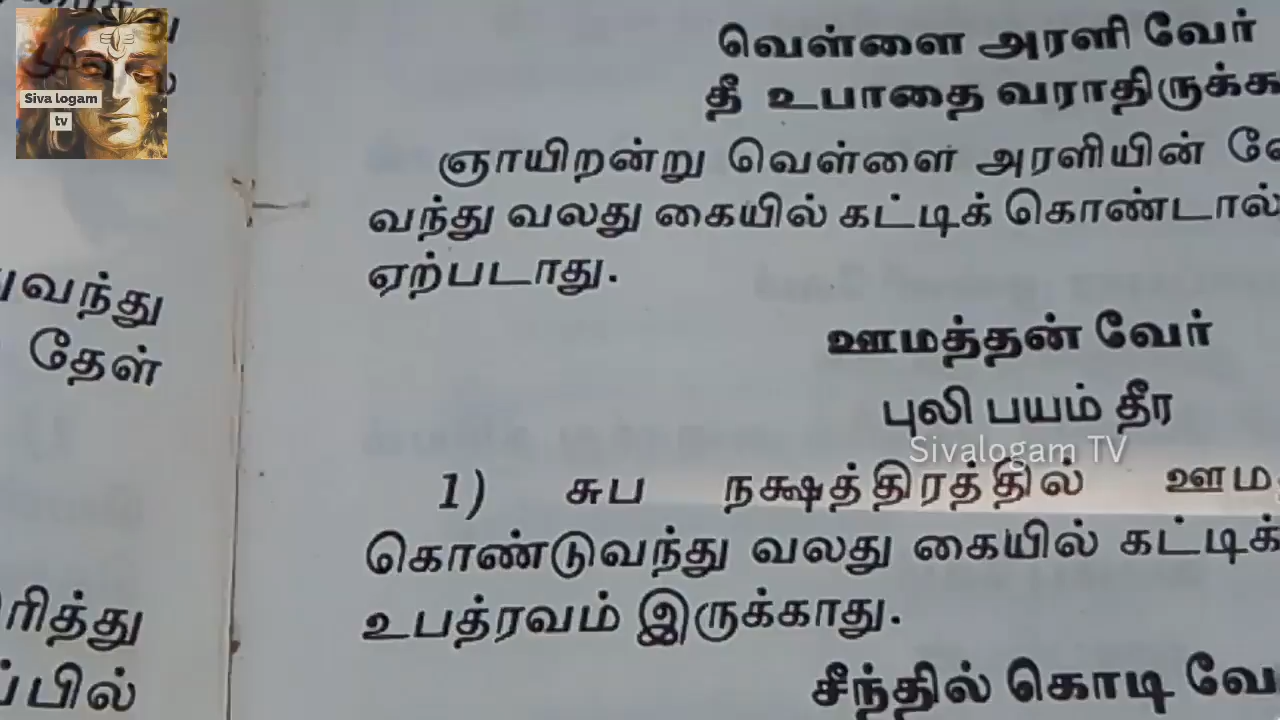 Siva logam
tv
வந்து
தேள்
ரித்து
ப்பில்
வெள்ளை அரளி வேர்
தீ உபாதை வராதிருக்க
ஞாயிறன்று வெள்ளை அரளியின்
வந்து வலது கையில் கட்டிக் கொண்டால்
ஏற்படாது.
ஊமத்தன் வேர்
புலி பயம் தீர
Sivalogam TV
1) சுப நக்ஷத்திரத்தில் ஊம
கொண்டுவந்து வலது கையில் கட்டிக்
உபத்ரவம் இருக்காது.
சீந்தில் கொடி வே